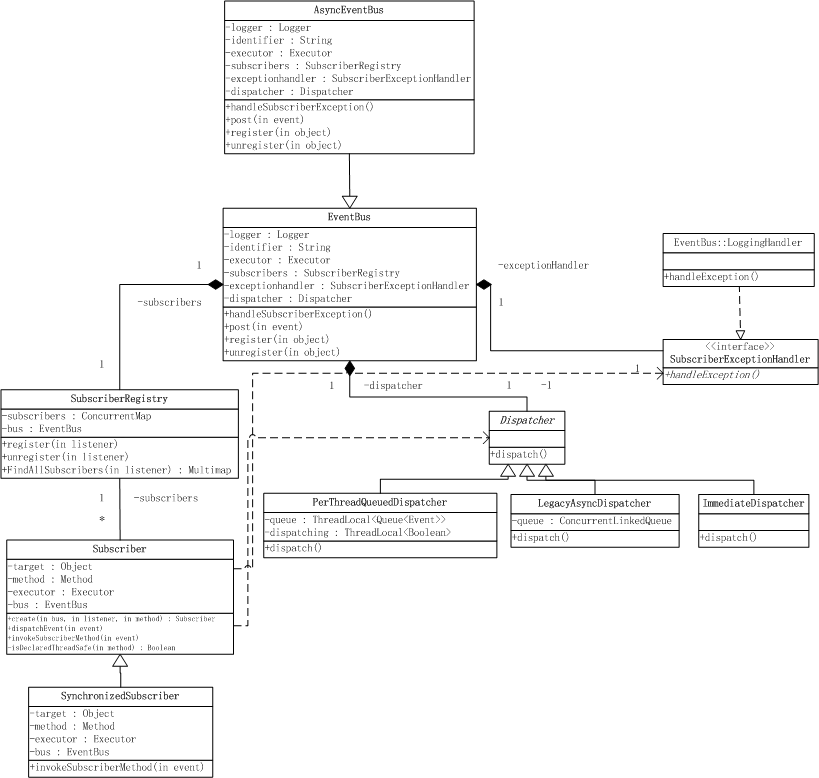 AsyncEventBus
-logger : Logger
-identifier : String
-executor : Executor
-subscribers : SubscriberRegistry
-exceptionhandler : SubscriberExceptionHandler
-dispatcher : Dispatcher
+handleSubscriberException()
+post(in event)
+register(in object)
+unregister(in object)
EventBus
-logger : Logger
-identifier : String
-executor : Executor
-subscribers : SubscriberRegistry
-exceptionhandler : SubscriberExceptionHandler
-dispatcher : Dispatcher
+handleSubscriberException()
+post(in event)
+register(in object)
+unregister(in object)
EventBus::LoggingHandler
+handleException()
1
-subscribers
1
-exceptionHandler
1
1
<<interface>>
SubscriberExceptionHandler
+handleException()
1
-dispatcher
1
-1
SubscriberRegistry
-subscribers : ConcurrentMap
-bus : EventBus
+register(in listener)
+unregister(in listener)
+FindAllSubscribers(in listener) : Multimap
Dispatcher
+dispatch()
1
-subscribers
*
PerThreadQueuedDispatcher
-queue : ThreadLocal<Queue<Event>>
-dispatching : ThreadLocal<Boolean>
+dispatch()
LegacyAsyncDispatcher
-queue : ConcurrentLinkedQueue
+dispatch()
ImmediateDispatcher
+dispatch()
Subscriber
-target : Object
-method : Method
-executor : Executor
-bus : EventBus
+create(in bus, in listener, in method) : Subscriber
+dispatchEvent(in event)
+invokeSubscriberMethod(in event)
-isDeclaredThreadSafe(in method) : Boolean
SynchronizedSubscriber
-target : Object
-method : Method
-executor : Executor
-bus : EventBus
+invokeSubscriberMethod(in event)